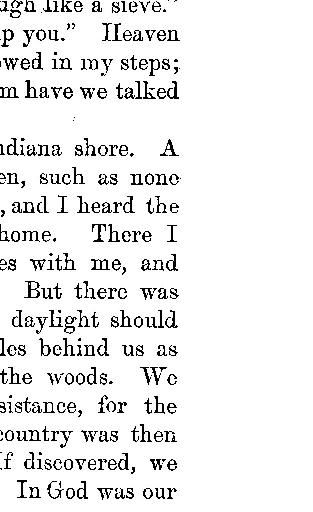 ugh like a sieve."
p you." Heaven
wed in my steps;
m have we talked
ndiana shore. A
en, such as none
, and I heard the
home. There I
es with me, and
But there was
daylight should
les behind us as
the woods. We
sistance, for the
country was then
If discovered, we
In God was our